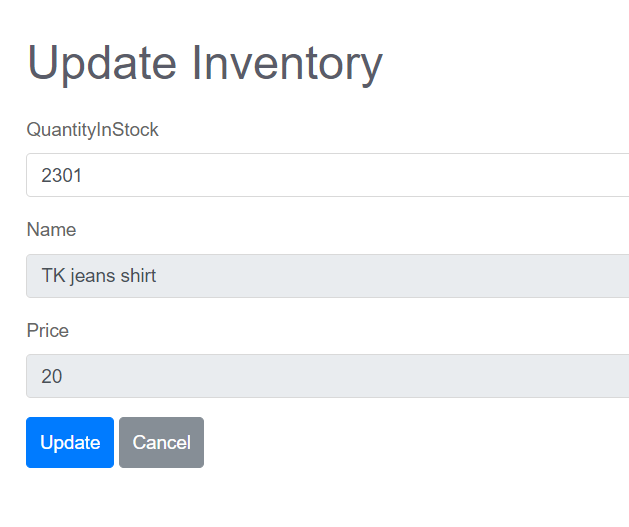 Update Inventory
QuantityInStock
2301
Name
TK jeans shirt
Price
20
Update Cancel